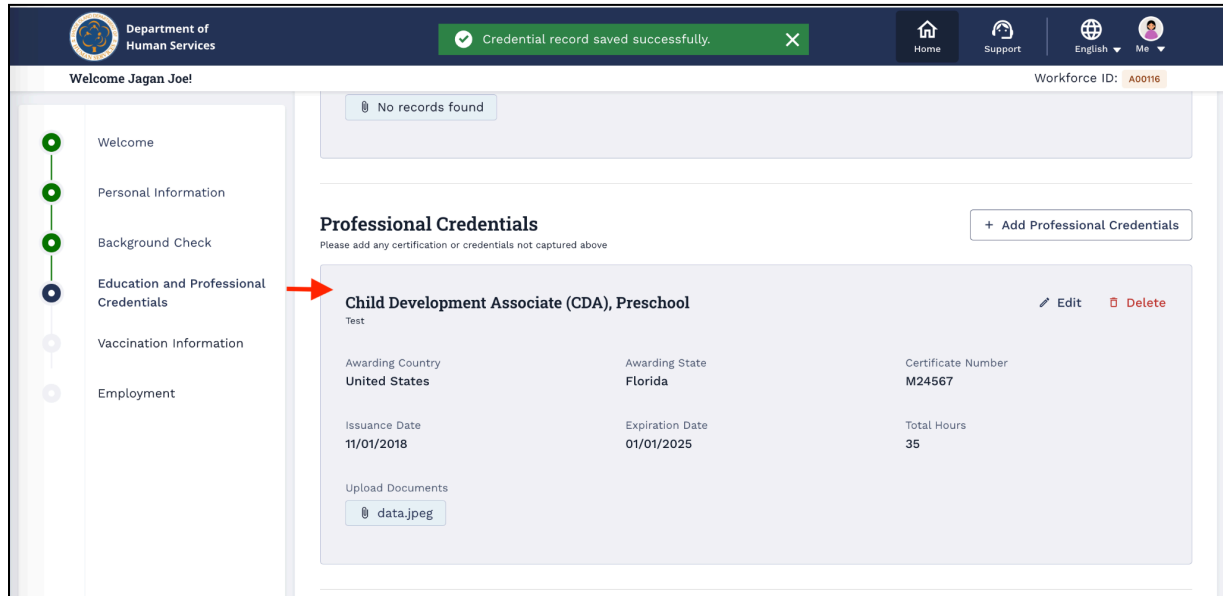 Department of
Human Services
Credential record saved successfully.
Home
Support
English
Me
Welcome Jagan Joe!
Workforce ID: A00116
No records found
Welcome
Personal Information
Background Check
Education and Professional
Credentials
Vaccination Information
Employment
Professional Credentials
+ Add Professional Credentials
Please add any certification or credentials not captured above
Child Development Associate (CDA), Preschool
Edit
Delete
Test
Awarding Country
United States
Awarding State
Florida
Certificate Number
M24567
Issuance Date
11/01/2018
Expiration Date
01/01/2025
Total Hours
35
Upload Documents
data.jpeg